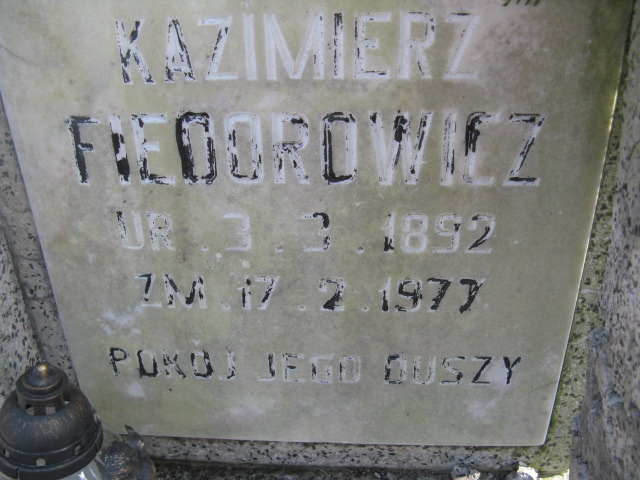 KAZIMIERZ
FIEDOROWICZ
UR. 3. 3. 1892
ZM. 17. 2. 1977
POKÓJ JEGO DUSZY